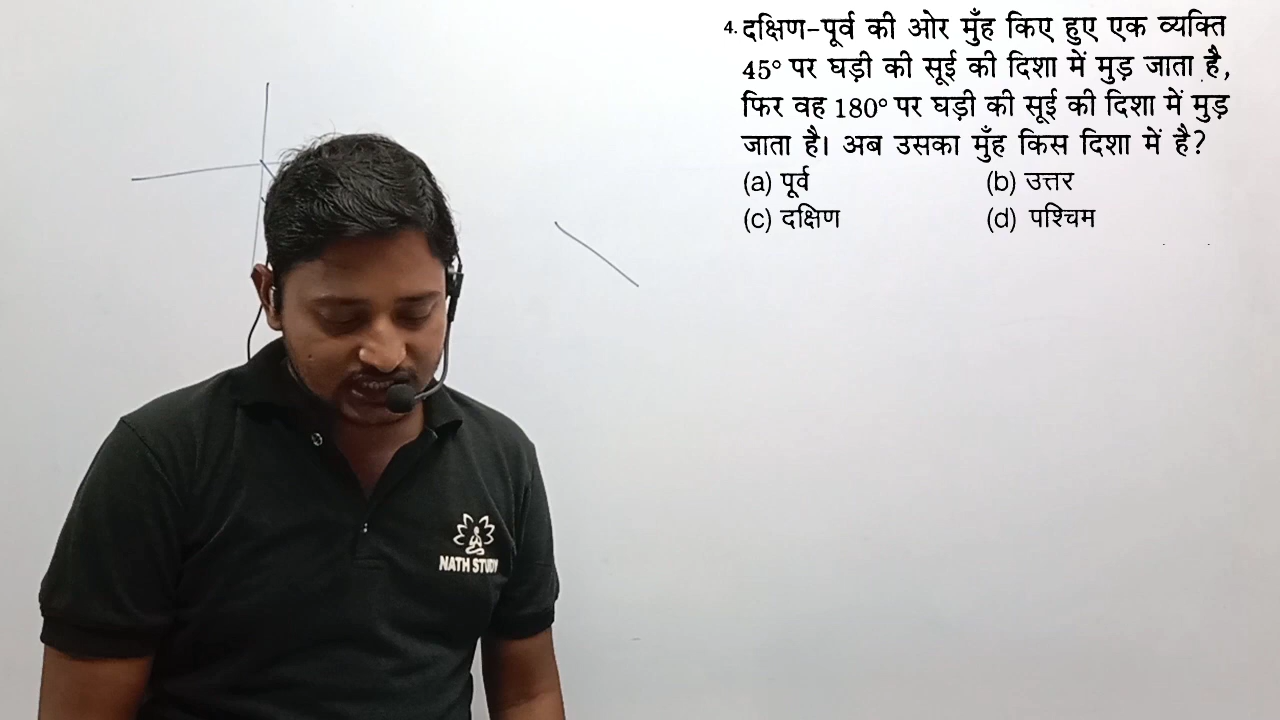 4. दक्षिण-पूर्व की ओर मुँह किए हुए एक व्यक्ति
45° पर घड़ी की सूई की दिशा में मुड़ जाता है,
फिर वह 180° पर घड़ी की सूई की दिशा में मुड़
जाता है। अब उसका मुँह किस दिशा में है?
(a) पूर्व (b) उत्तर
(c) दक्षिण (d) पश्चिम
NATH STUDY